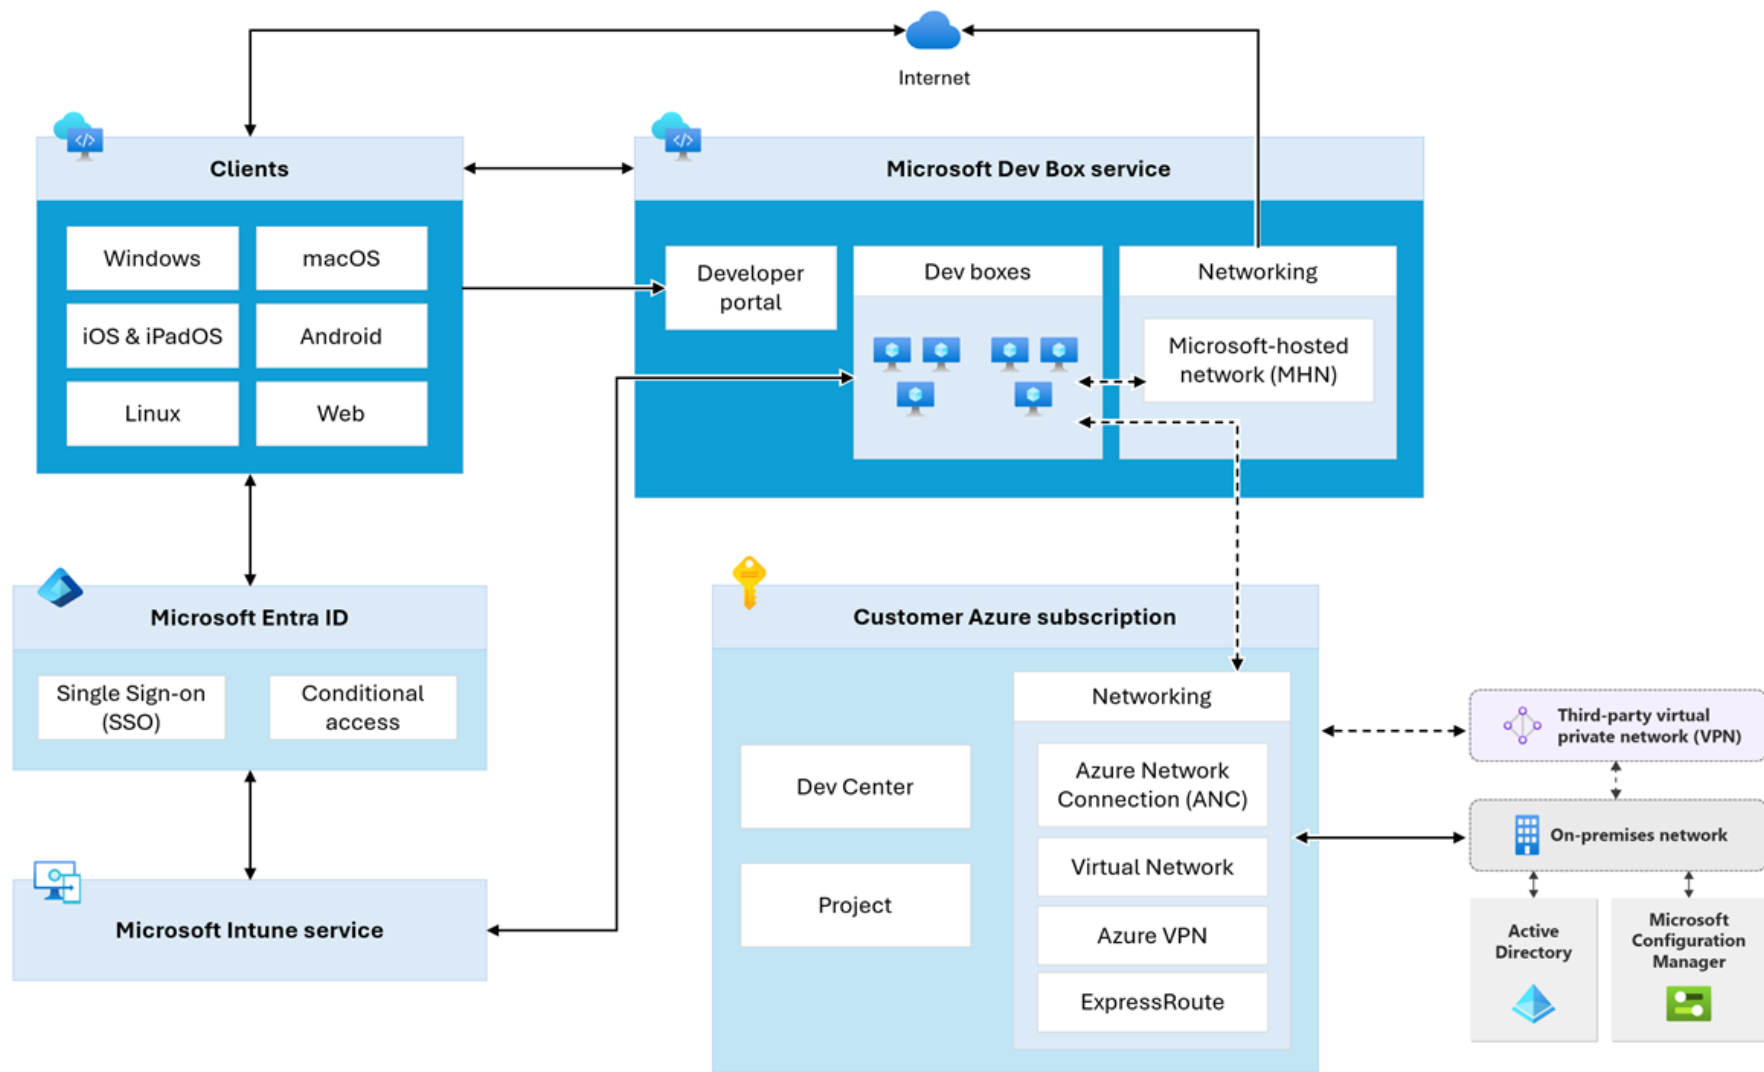 Internet
Clients
Windows
macOS
iOS & iPadOS
Android
Linux
Web
Microsoft Dev Box service
Developer
portal
Dev boxes
Networking
Microsoft-hosted
network (MHN)
Microsoft Entra ID
Single Sign-on
(SSO)
Conditional
access
Microsoft Intune service
Customer Azure subscription
Dev Center
Project
Networking
Azure Network
Connection (ANC)
Virtual Network
Azure VPN
ExpressRoute
Third-party virtual
private network (VPN)
On-premises network
Active
Directory
Microsoft
Configuration
Manager